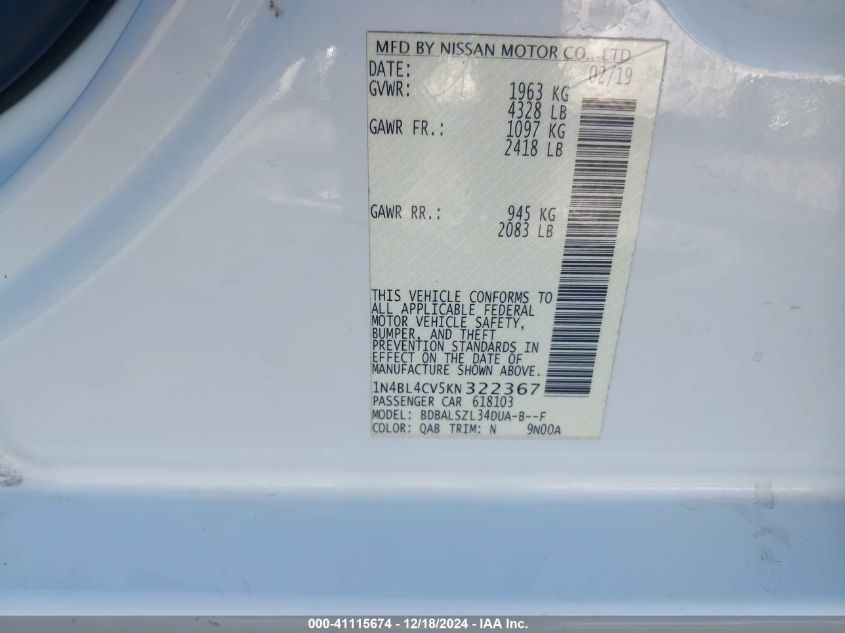 MFD BY NISSAN MOTOR CO., LTD
DATE: 02/19
GVWR: 1963 KG
4328 LB
GAWR FR.: 1097 KG
2418 LB
GAWR RR.: 945 KG
2083 LB
THIS VEHICLE CONFORMS TO
ALL APPLICABLE FEDERAL
MOTOR VEHICLE SAFETY,
BUMPER, AND THEFT
PREVENTION STANDARDS IN
EFFECT ON THE DATE OF
MANUFACTURE SHOWN ABOVE.
1N4BL4CV5KN322367
PASSENGER CAR 618103
MODEL: BDBALSZL34DUA-B--F
COLOR: QAB TRIM: N 9N00A
000-41115674 - 12/18/2024 - IAA Inc.